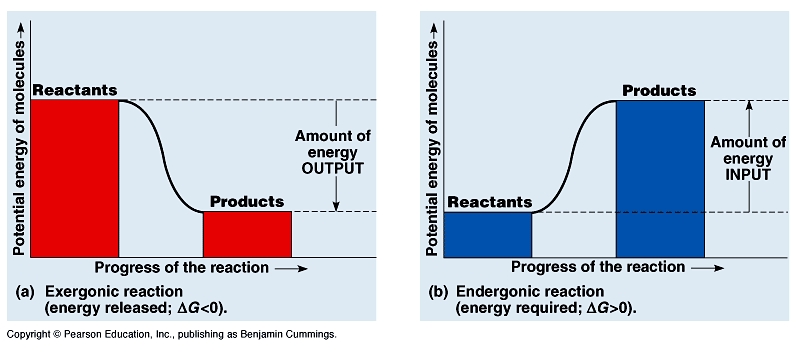 Potential energy of molecules →
Reactants
Amount of
energy
OUTPUT
Products
Progress of the reaction →
(a) Exergonic reaction
(energy released; ΔG<0).
Potential energy of molecules →
Products
Amount of
energy
INPUT
Reactants
Progress of the reaction →
(b) Endergonic reaction
(energy required; ΔG>0).
Copyright © Pearson Education, Inc., publishing as Benjamin Cummings.